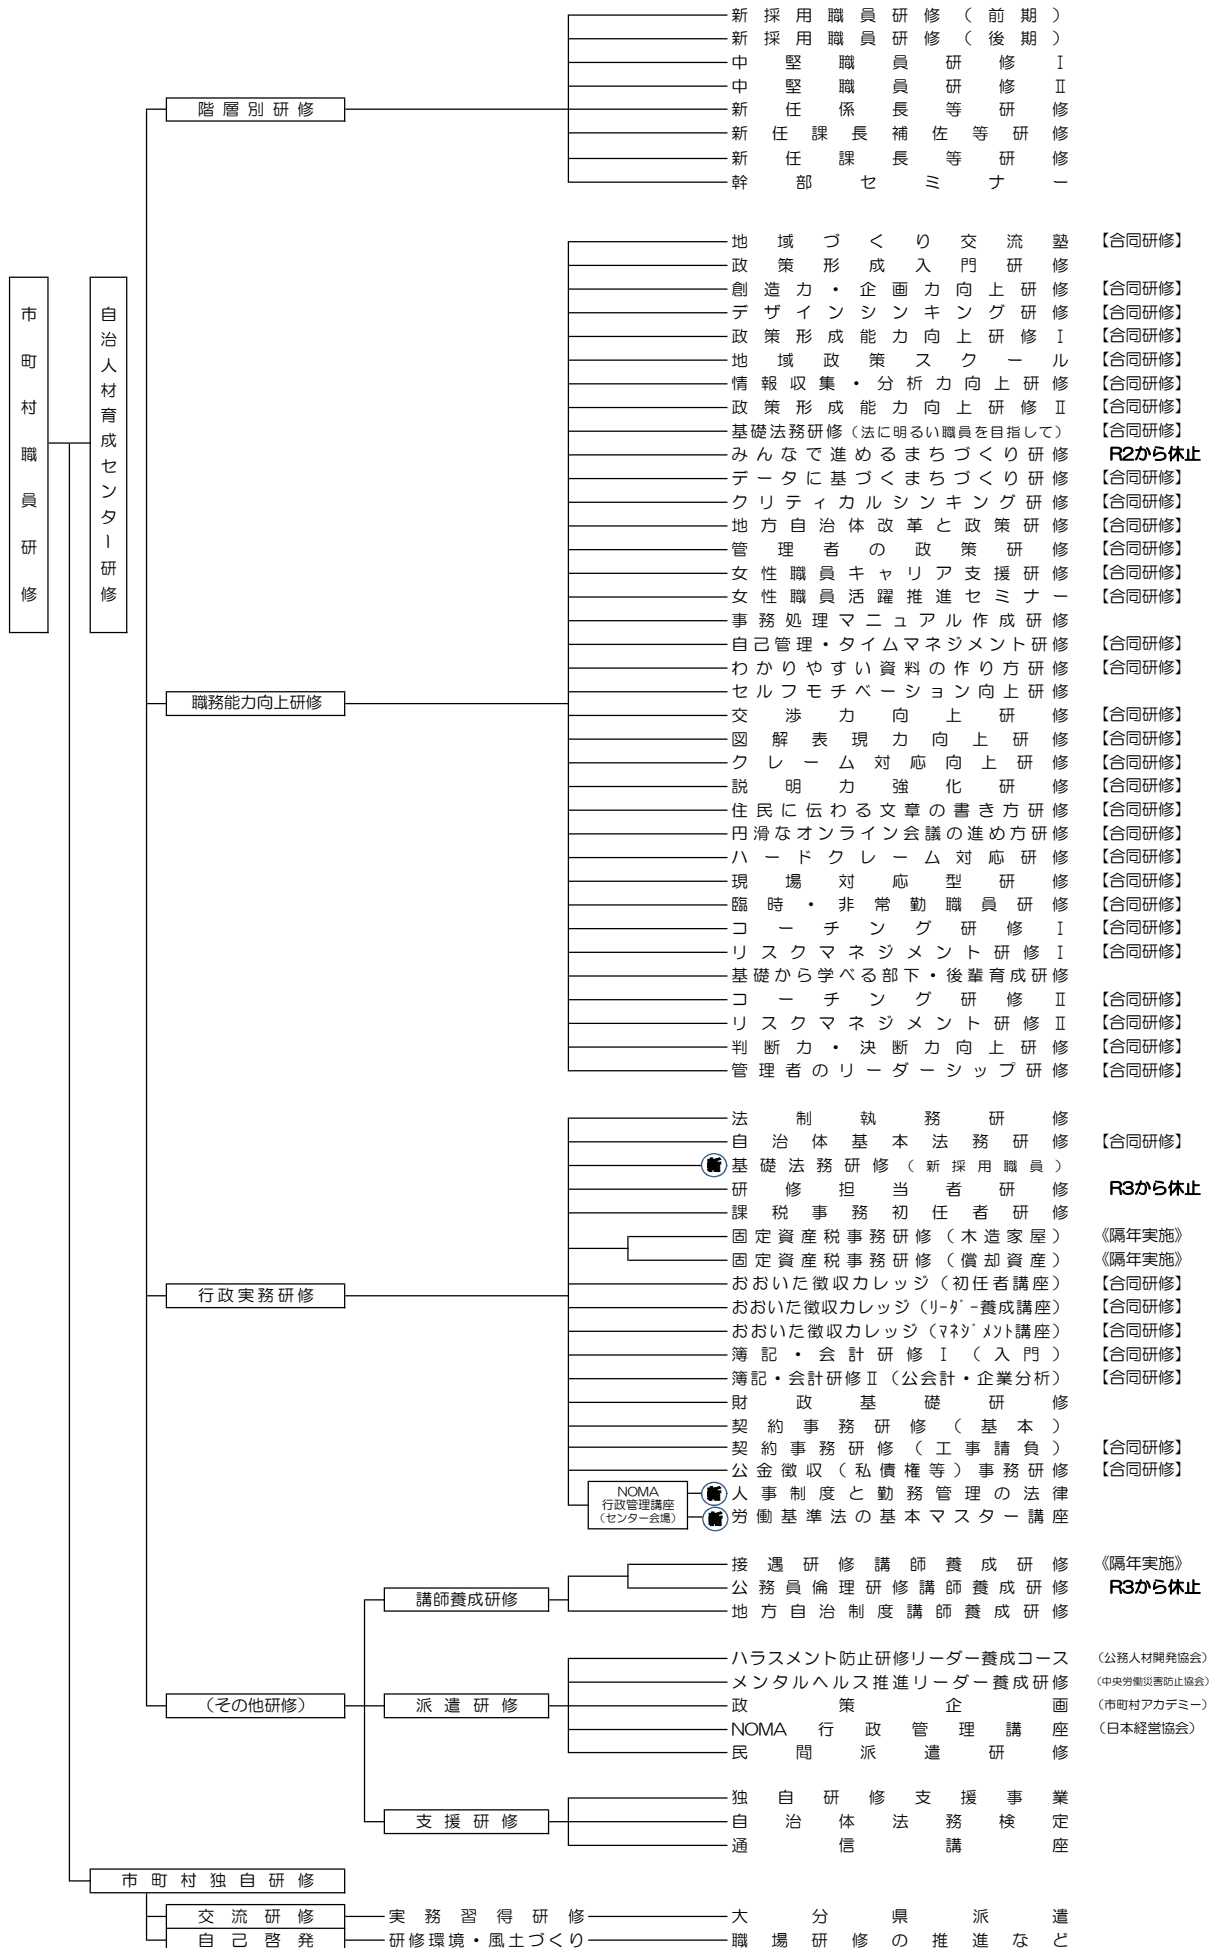 市町村職員研修
自治人材育成センター研修
階層別研修
新採用職員研修（前期）
新採用職員研修（後期）
中堅職員研修Ⅰ
中堅職員研修Ⅱ
新任係長等研修
新任課長補佐等研修
新任課長等研修
幹部セミナー
職務能力向上研修
地域づくり交流塾 【合同研修】
政策形成入門研修
創造力・企画力向上研修 【合同研修】
デザインシンキング研修 【合同研修】
政策形成能力向上研修Ⅰ 【合同研修】
地域政策スクール 【合同研修】
情報収集・分析力向上研修 【合同研修】
政策形成能力向上研修Ⅱ 【合同研修】
基礎法務研修（法に明るい職員を目指して） 【合同研修】
みんなで進めるまちづくり研修 R2から休止
データに基づくまちづくり研修 【合同研修】
クリティカルシンキング研修 【合同研修】
地方自治体改革と政策研修 【合同研修】
管理者の政策研修 【合同研修】
女性職員キャリア支援研修 【合同研修】
女性職員活躍推進セミナー 【合同研修】
事務処理マニュアル作成研修
自己管理・タイムマネジメント研修 【合同研修】
わかりやすい資料の作り方研修 【合同研修】
セルフモチベーション向上研修
交渉力向上研修 【合同研修】
図解表現力向上研修 【合同研修】
クレーム対応向上研修 【合同研修】
説明力強化研修 【合同研修】
住民に伝わる文章の書き方研修 【合同研修】
円滑なオンライン会議の進め方研修 【合同研修】
ハードクレーム対応研修 【合同研修】
現場対応型研修 【合同研修】
臨時・非常勤職員研修 【合同研修】
コーチング研修Ⅰ 【合同研修】
リスクマネジメント研修Ⅰ 【合同研修】
基礎から学べる部下・後輩育成研修
コーチング研修Ⅱ 【合同研修】
リスクマネジメント研修Ⅱ 【合同研修】
判断力・決断力向上研修 【合同研修】
管理者のリーダーシップ研修 【合同研修】
行政実務研修
法制執務研修
自治体基本法務研修 【合同研修】
新 基礎法務研修（新採用職員）
研修担当者研修 R3から休止
課税事務初任者研修
固定資産税事務研修（木造家屋） 《隔年実施》
固定資産税事務研修（償却資産） 《隔年実施》
おおいた徴収カレッジ（初任者講座） 【合同研修】
おおいた徴収カレッジ（ﾘｰﾀﾞｰ養成講座） 【合同研修】
おおいた徴収カレッジ（ﾏﾈｼﾞﾒﾝﾄ講座） 【合同研修】
簿記・会計研修Ⅰ（入門） 【合同研修】
簿記・会計研修Ⅱ（公会計・企業分析） 【合同研修】
財政基礎研修
契約事務研修（基本）
契約事務研修（工事請負） 【合同研修】
公金徴収（私債権等）事務研修 【合同研修】
NOMA
行政管理講座
（センター会場）
新 人事制度と勤務管理の法律
新 労働基準法の基本マスター講座
（その他研修）
講師養成研修
接遇研修講師養成研修 《隔年実施》
公務員倫理研修講師養成研修 R3から休止
地方自治制度講師養成研修
派遣研修
ハラスメント防止研修リーダー養成コース （公務人材開発協会）
メンタルヘルス推進リーダー養成研修 （中央労働災害防止協会）
政策企画 （市町村アカデミー）
NOMA行政管理講座 （日本経営協会）
民間派遣研修
支援研修
独自研修支援事業
自治体法務検定
通信講座
市町村独自研修
交流研修 実務習得研修 大分県派遣
自己啓発 研修環境・風土づくり 職場研修の推進など